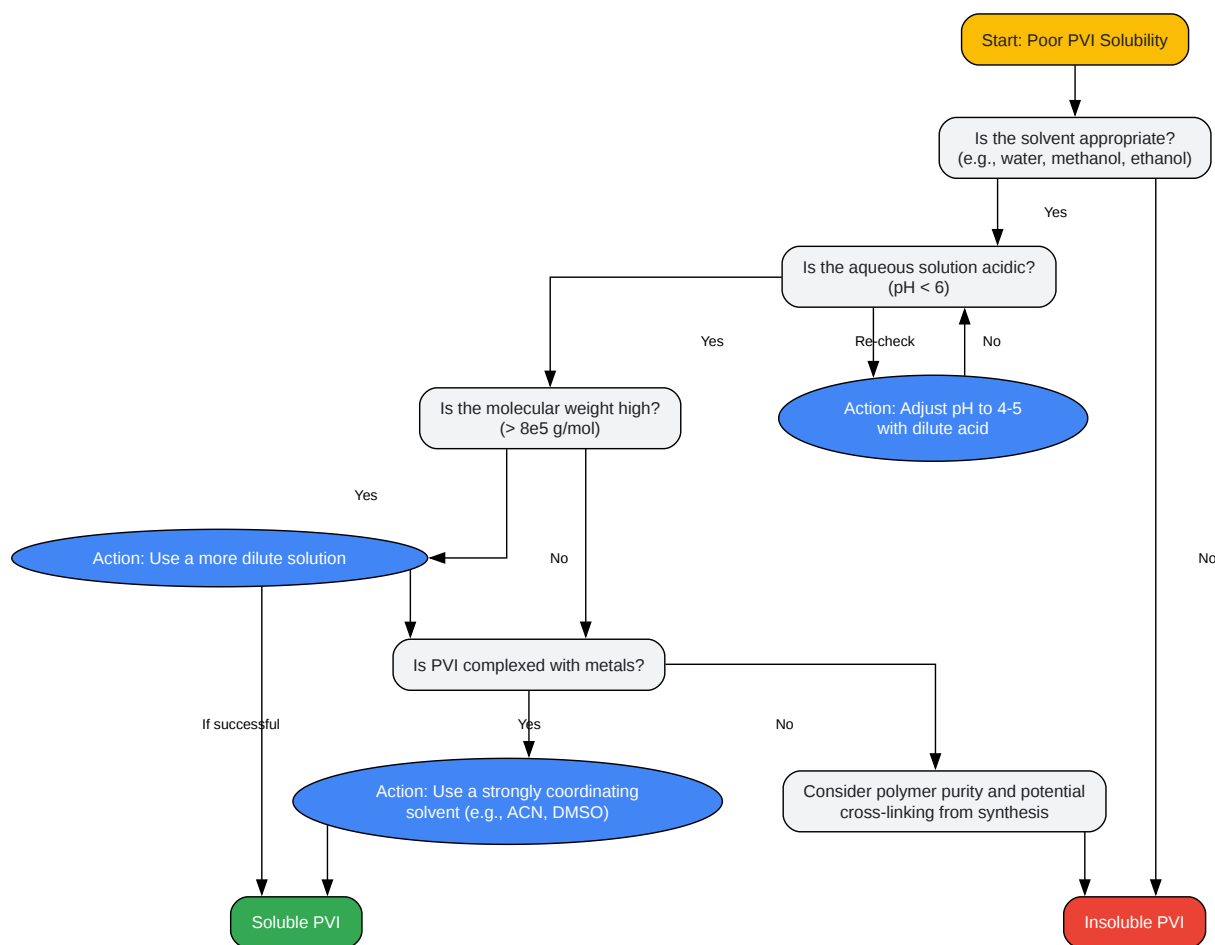 Start: Poor PVI Solubility
Is the solvent appropriate?
(e.g., water, methanol, ethanol)
Yes
Is the aqueous solution acidic?
(pH < 6)
Yes
Re-check
No
Is the molecular weight high?
(> 8e5 g/mol)
Action: Adjust pH to 4-5
with dilute acid
Yes
Action: Use a more dilute solution
No
No
Is PVI complexed with metals?
If successful
Yes
No
Action: Use a strongly coordinating
solvent (e.g., ACN, DMSO)
Consider polymer purity and potential
cross-linking from synthesis
Soluble PVI
Insoluble PVI